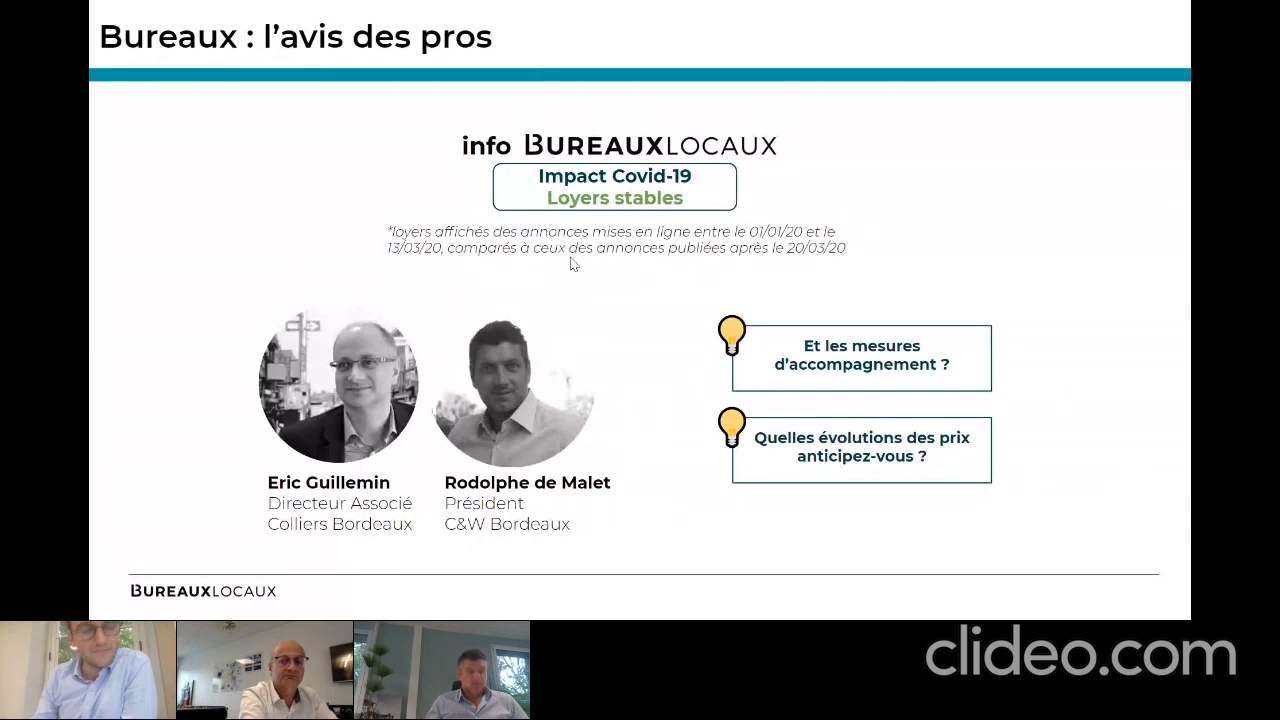 Bureaux : l'avis des pros
info BUREAUXLOCAUX
Impact Covid-19
Loyers stables
*loyers affichés des annonces mises en ligne entre le 01/01/20 et le
13/03/20, comparés à ceux des annonces publiées après le 20/03/20
Et les mesures
d'accompagnement ?
Quelles évolutions des prix
anticipez-vous ?
Eric Guillemin
Directeur Associé
Colliers Bordeaux
Rodolphe de Malet
Président
C&W Bordeaux
BUREAUXLOCAUX
clideo.com